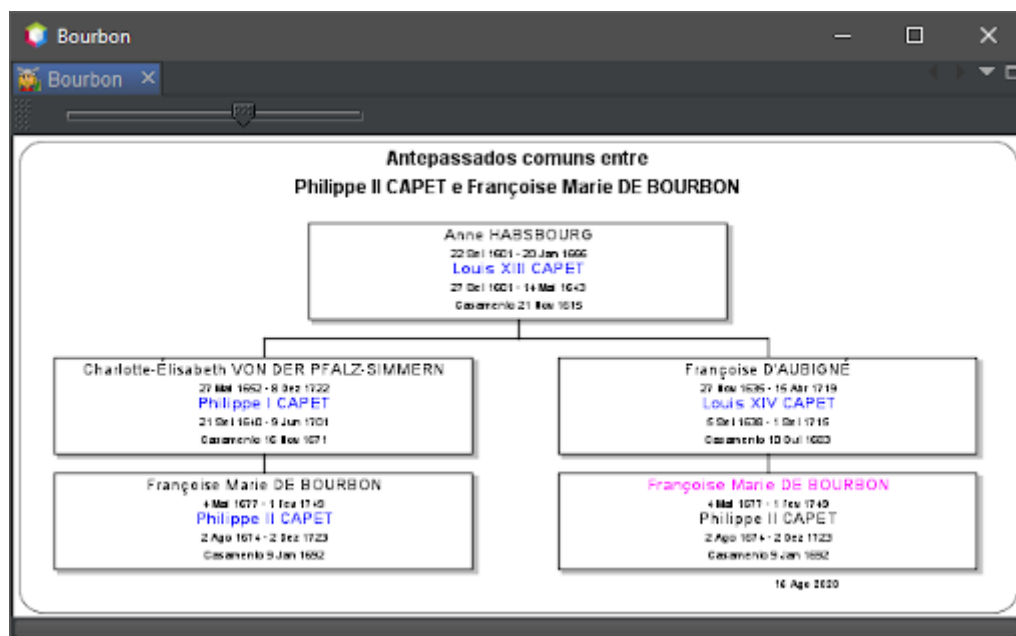 Bourbon
Bourbon
Antepassados comuns entre
Philippe II CAPET e Françoise Marie DE BOURBON
Anne HABSBOURG
22 Set 1601 - 20 Jan 1666
Louis XIII CAPET
27 Set 1601 - 14 Mai 1643
Casamento 21 Nov 1615
Charlotte-Élisabeth VON DER PFALZ-SIMMERN
27 Mai 1652 - 8 Dez 1722
Philippe I CAPET
21 Set 1640 - 9 Jun 1701
Casamento 16 Nov 1671
Françoise D'AUBIGNÉ
27 Nov 1635 - 15 Abr 1719
Louis XIV CAPET
5 Set 1638 - 1 Set 1715
Casamento 10 Out 1683
Françoise Marie DE BOURBON
4 Mai 1677 - 1 Fev 1749
Philippe II CAPET
2 Ago 1674 - 2 Dez 1723
Casamento 9 Jan 1692
Françoise Marie DE BOURBON
4 Mai 1677 - 1 Fev 1749
Philippe II CAPET
2 Ago 1674 - 2 Dez 1723
Casamento 9 Jan 1692
16 Ago 2020